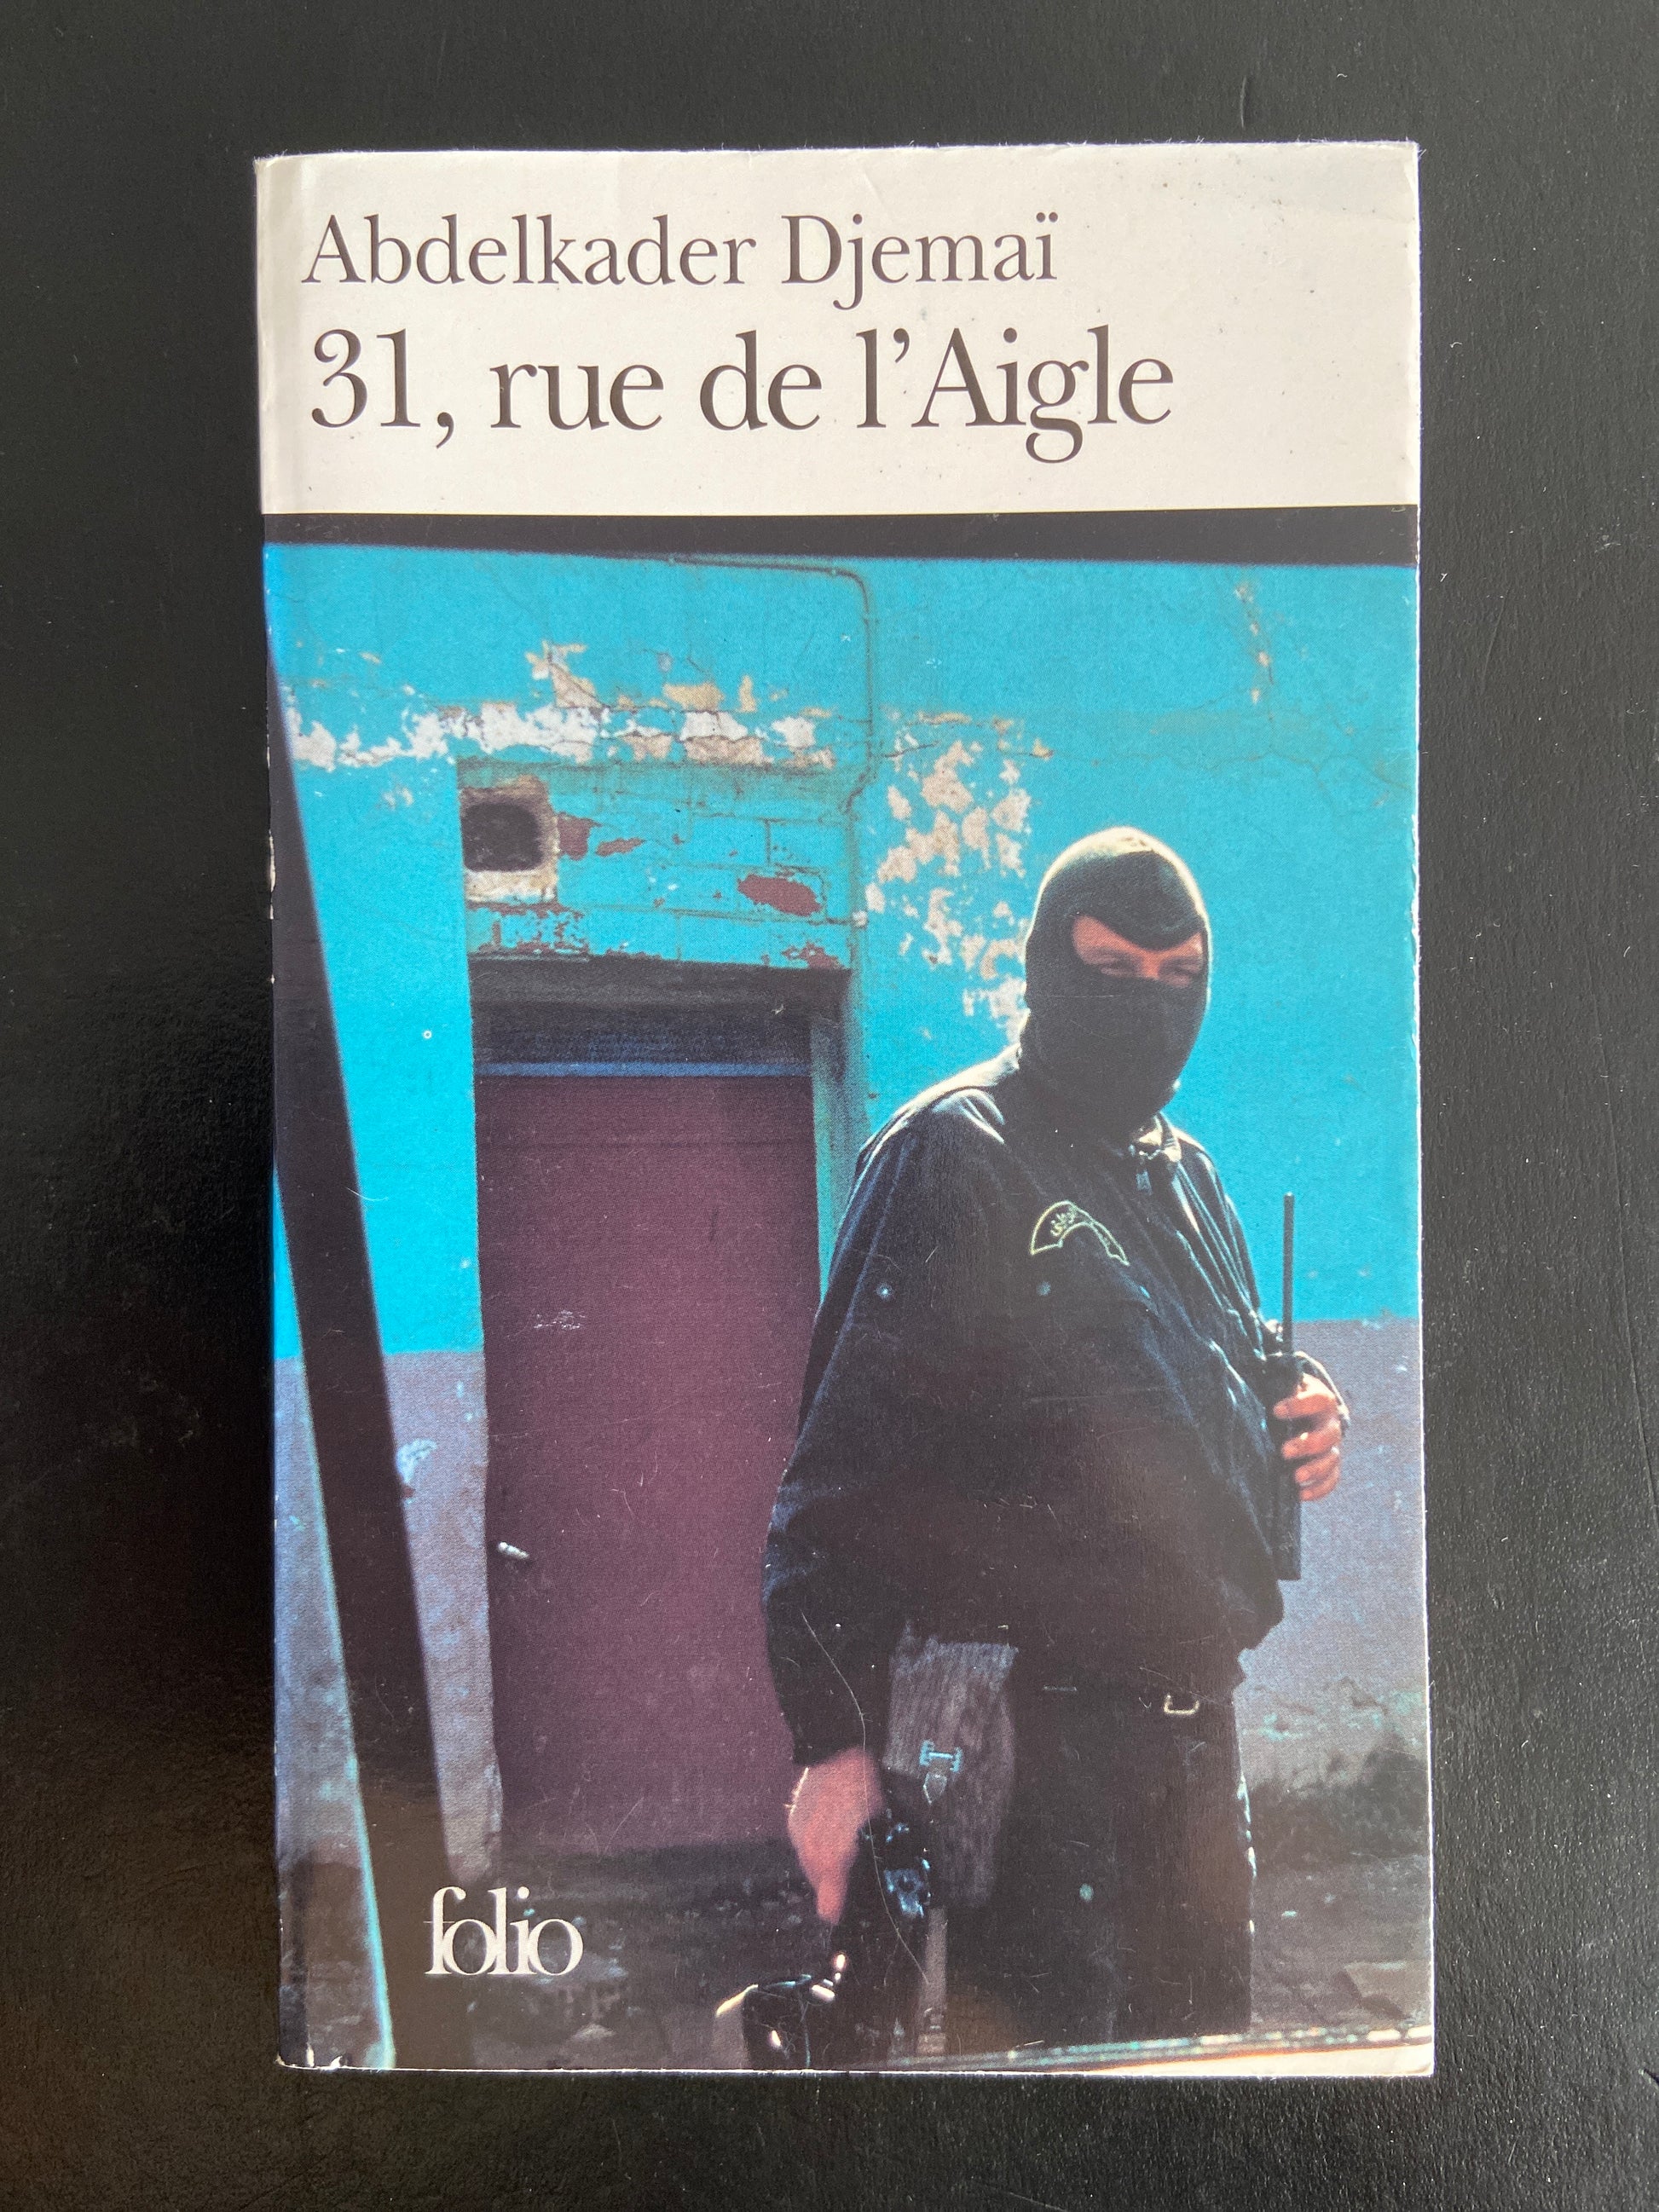 Abdelkader Djemaï
31, rue de l'Aigle
folio